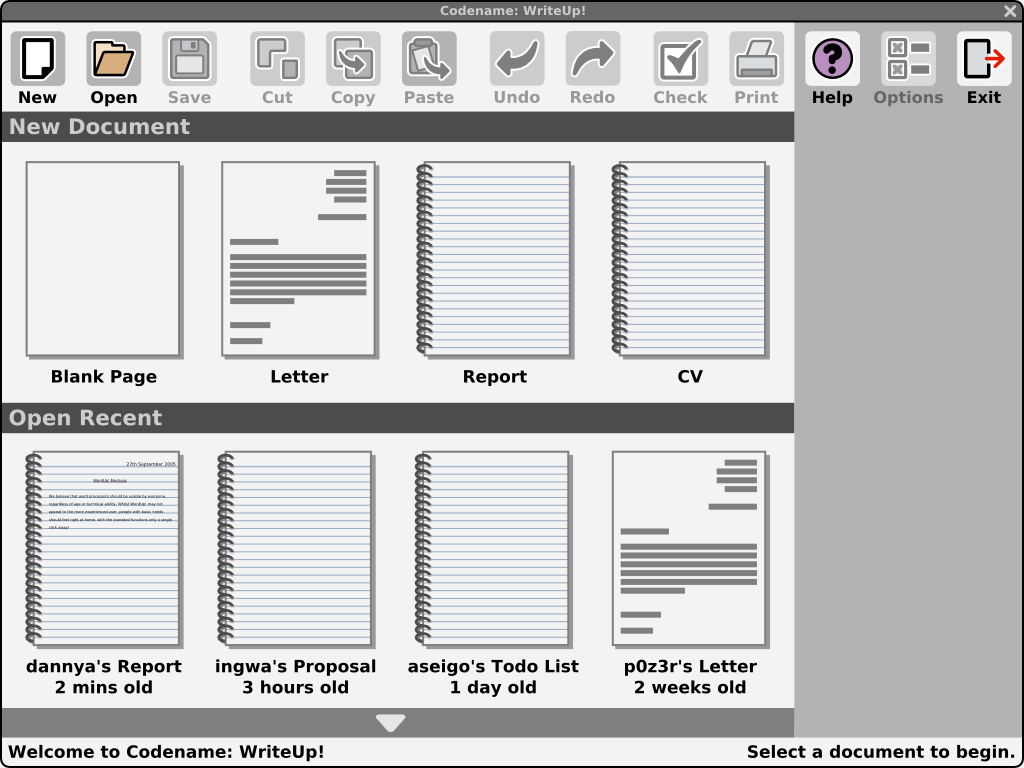 Codename: WriteUp!
New Open Save Cut Copy Paste Undo Redo Check Print Help Options Exit
New Document
Blank Page Letter Report CV
Open Recent
27th September 2005
WriteUp! Mockups
We believe that word processors should be usable by everyone,
regardless of age or technical ability. Whilst WriteUp! may not
appeal to the more experienced user, people with basic needs
should feel right at home, with the standard functions only a single
click away!
dannya's Report ingwa's Proposal aseigo's Todo List p0z3r's Letter
2 mins old 3 hours old 1 day old 2 weeks old
Welcome to Codename: WriteUp! Select a document to begin.